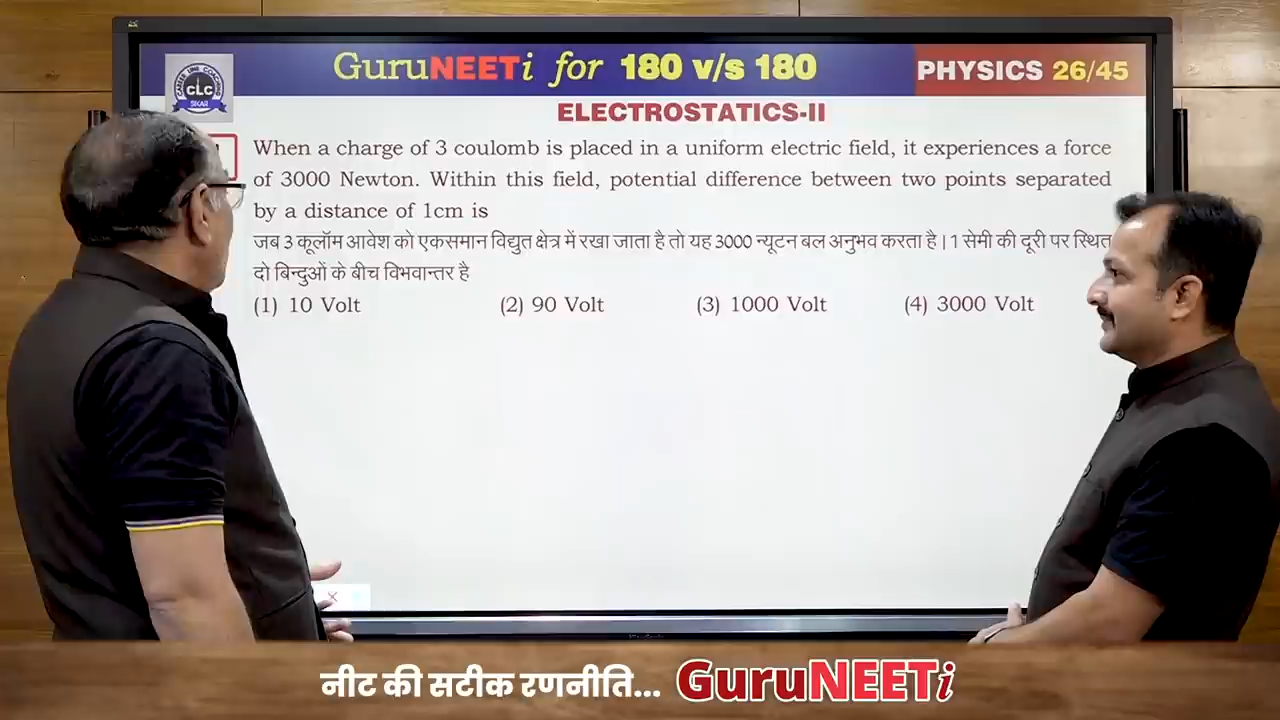 GuruNEETi for 180 v/s 180
PHYSICS 26/45
CAREER LINE COACHING
CLC
SIKAR
ELECTROSTATICS-II
When a charge of 3 coulomb is placed in a uniform electric field, it experiences a force
of 3000 Newton. Within this field, potential difference between two points separated
by a distance of 1cm is
जब 3 कूलॉम आवेश को एकसमान विद्युत क्षेत्र में रखा जाता है तो यह 3000 न्यूटन बल अनुभव करता है। 1 सेमी की दूरी पर स्थित
दो बिन्दुओं के बीच विभवान्तर है
(1) 10 Volt (2) 90 Volt (3) 1000 Volt (4) 3000 Volt
नीट की सटीक रणनीति... GuruNEETi